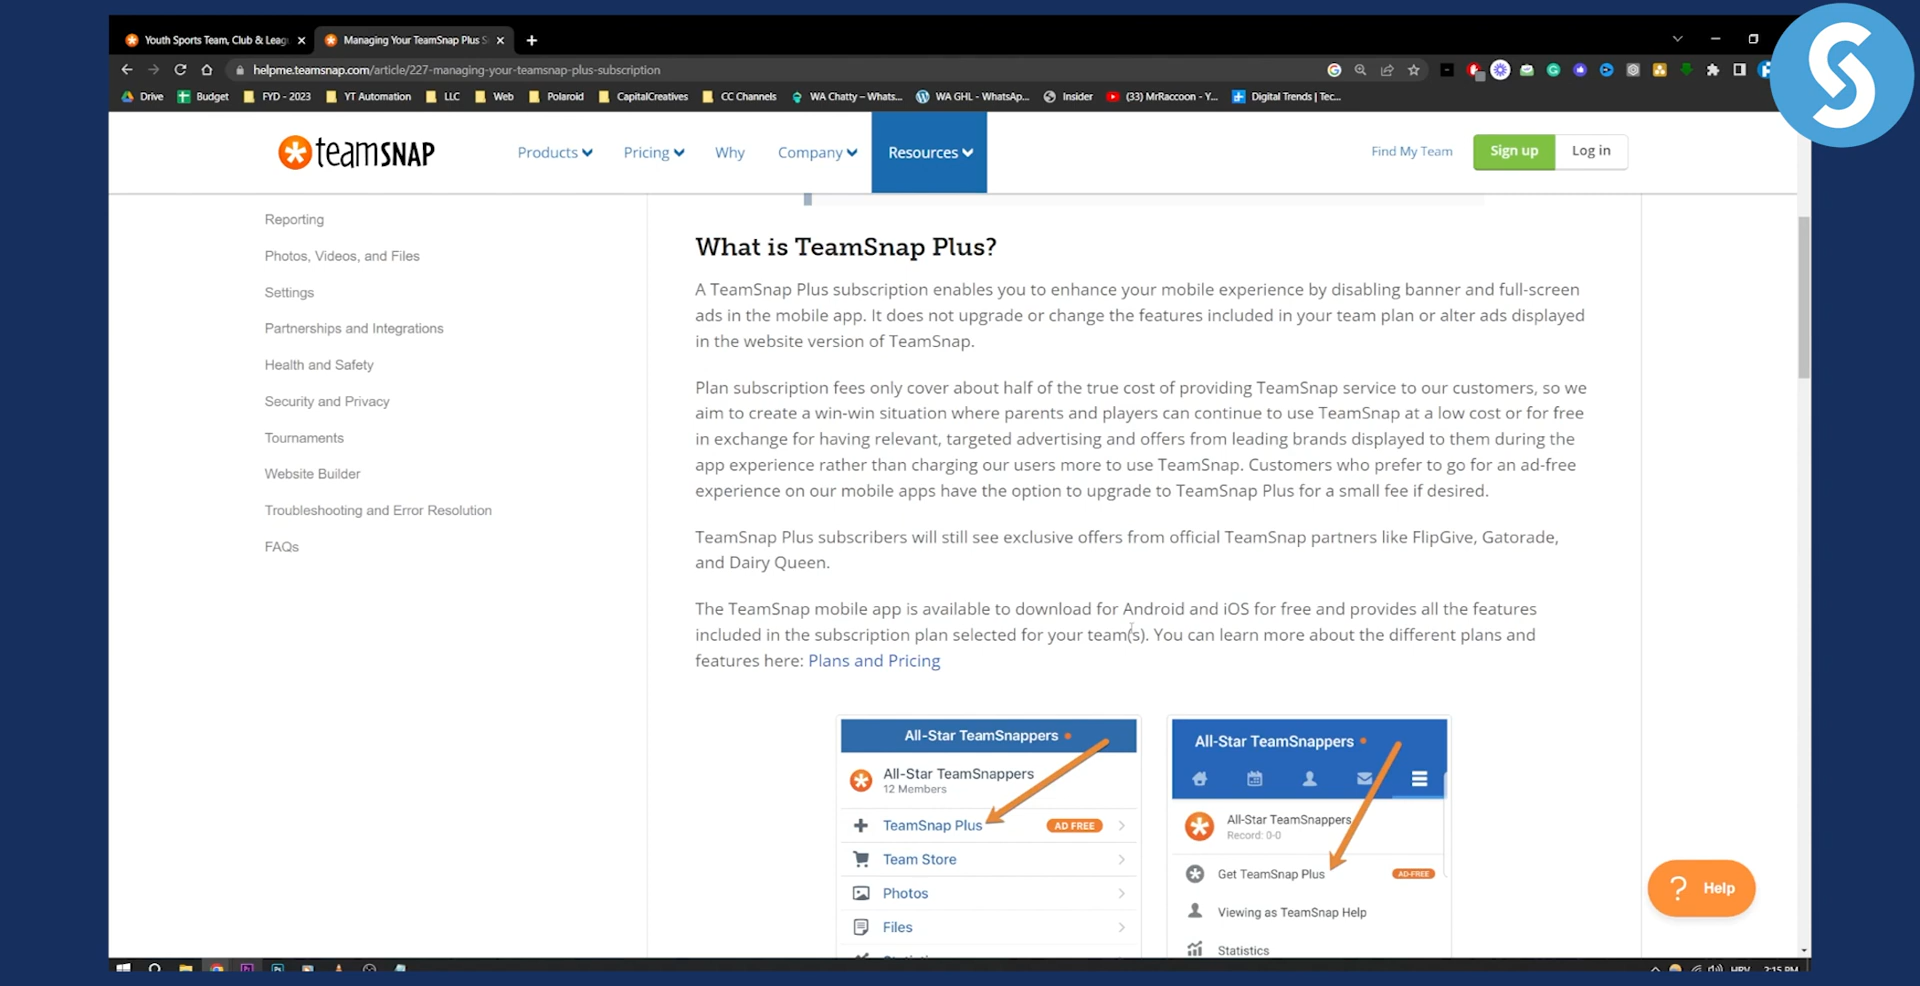 Youth Sports Team, Club & Leag
Managing Your TeamSnap Plus S
helpme.teamsnap.com/article/227-managing-your-teamsnap-plus-subscription
Drive
Budget
FYD - 2023
YT Automation
LLC
Web
Polaroid
CapitalCreatives
CC Channels
WA Chatty – Whats...
WA GHL - WhatsAp...
Insider
(33) MrRaccoon - Y...
Digital Trends | Tec...
teamSNAP
Products
Pricing
Why
Company
Resources
Find My Team
Sign up
Log in
Reporting
Photos, Videos, and Files
Settings
Partnerships and Integrations
Health and Safety
Security and Privacy
Tournaments
Website Builder
Troubleshooting and Error Resolution
FAQs
What is TeamSnap Plus?
A TeamSnap Plus subscription enables you to enhance your mobile experience by disabling banner and full-screen
ads in the mobile app. It does not upgrade or change the features included in your team plan or alter ads displayed
in the website version of TeamSnap.
Plan subscription fees only cover about half of the true cost of providing TeamSnap service to our customers, so we
aim to create a win-win situation where parents and players can continue to use TeamSnap at a low cost or for free
in exchange for having relevant, targeted advertising and offers from leading brands displayed to them during the
app experience rather than charging our users more to use TeamSnap. Customers who prefer to go for an ad-free
experience on our mobile apps have the option to upgrade to TeamSnap Plus for a small fee if desired.
TeamSnap Plus subscribers will still see exclusive offers from official TeamSnap partners like FlipGive, Gatorade,
and Dairy Queen.
The TeamSnap mobile app is available to download for Android and iOS for free and provides all the features
included in the subscription plan selected for your team(s). You can learn more about the different plans and
features here: Plans and Pricing
All-Star TeamSnappers
All-Star TeamSnappers
12 Members
TeamSnap Plus
AD FREE
Team Store
Photos
Files
All-Star TeamSnappers
All-Star TeamSnappers
Record: 0-0
Get TeamSnap Plus
AD-FREE
Viewing as TeamSnap Help
Statistics
? Help
HRV
2:15 PM